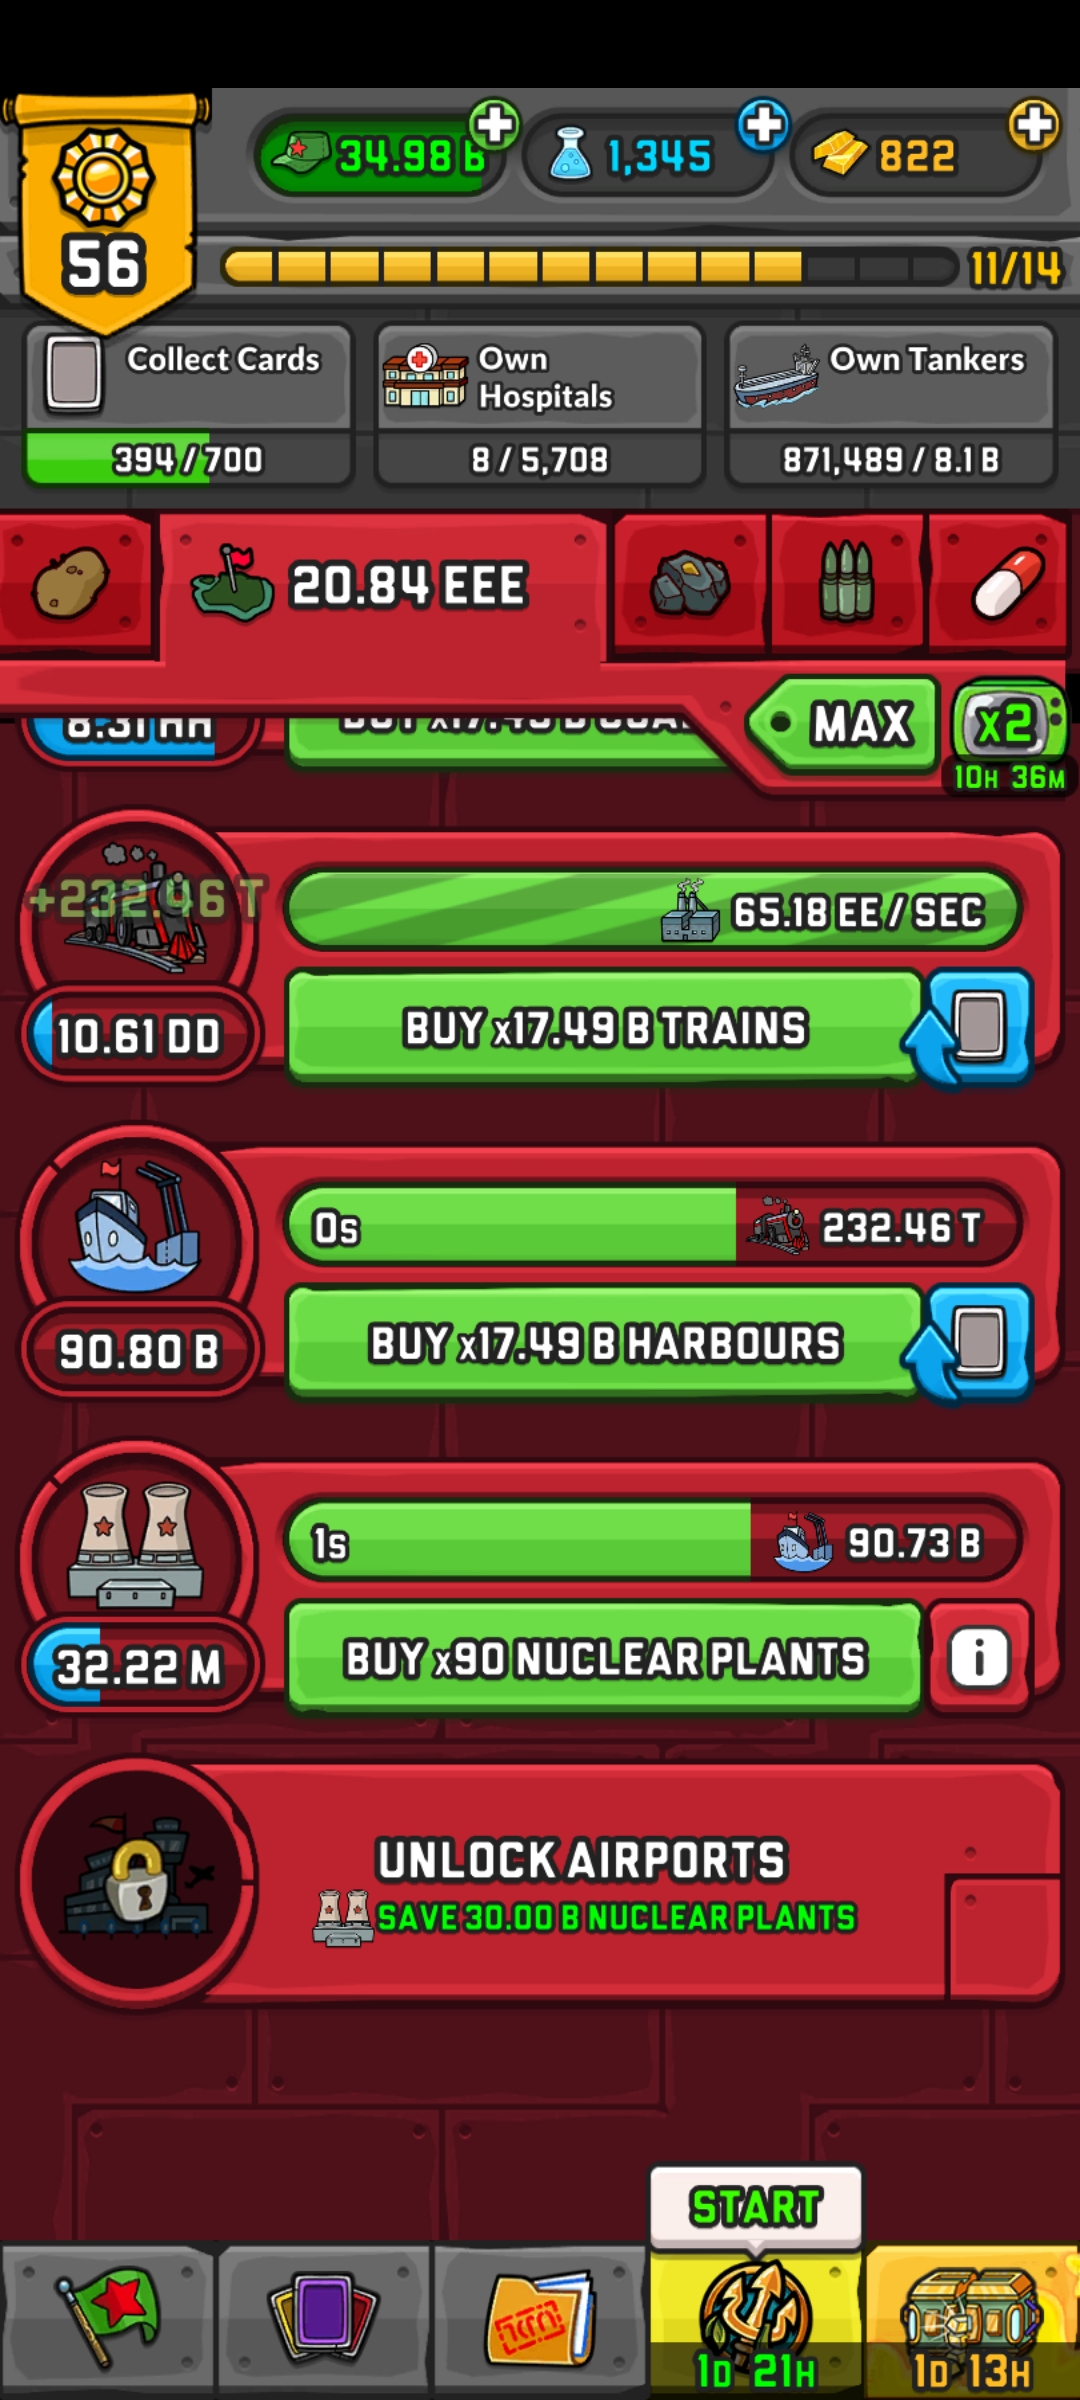 34.98 B
1,345
822
56
11/14
Collect Cards
Own
Hospitals
Own Tankers
394/700
8/5,708
871,489/8.1 B
20.84 EEE
MAX
X2
10H 36M
8.31 HH
+232.46 T
65.18 EE / SEC
10.61 DD
BUY x17.49 B TRAINS
0s
232.46 T
90.80 B
BUY x17.49 B HARBOURS
1s
90.73 B
32.22 M
BUY x90 NUCLEAR PLANTS
i
UNLOCK AIRPORTS
SAVE 30.00 B NUCLEAR PLANTS
START
1D 21H
1D 13H